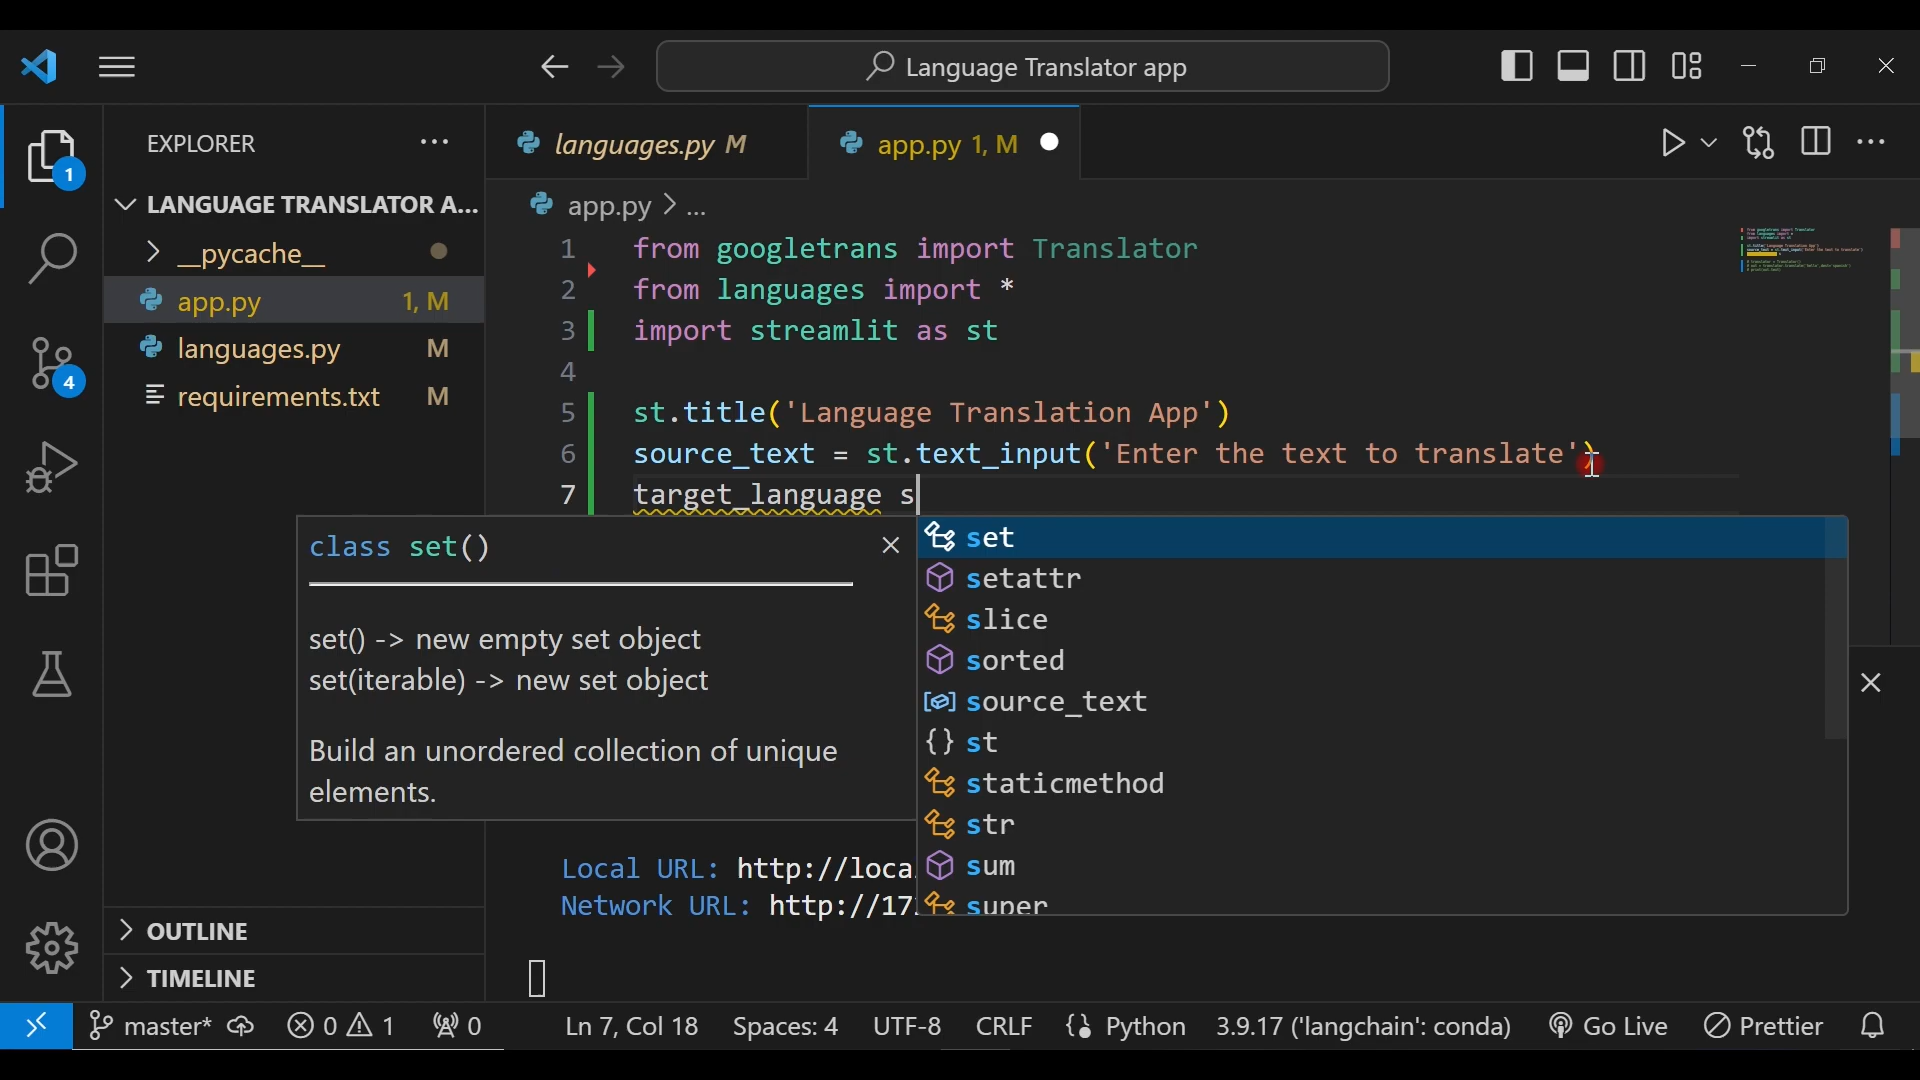 Language Translator app
EXPLORER
1
LANGUAGE TRANSLATOR A...
__pycache__
app.py 1, M
languages.py M
requirements.txt M
4
OUTLINE
TIMELINE
languages.py M
app.py 1, M
app.py > ...
1 from googletrans import Translator
2 from languages import *
3 import streamlit as st
4
5 st.title('Language Translation App')
6 source_text = st.text_input('Enter the text to translate')
7 target_language s
class set()
set() -> new empty set object
set(iterable) -> new set object
Build an unordered collection of unique
elements.
set
setattr
slice
sorted
source_text
st
staticmethod
str
sum
super
Local URL: http://loca
Network URL: http://17
master* 0 1 0 Ln 7, Col 18 Spaces: 4 UTF-8 CRLF Python 3.9.17 ('langchain': conda) Go Live Prettier